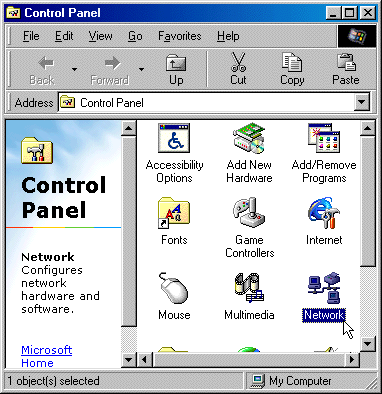 Control Panel
File Edit View Go Favorites Help
Back Forward Up Cut Copy Paste
Address Control Panel
Control
Panel
Network
Configures
network
hardware and
software.
Microsoft
Home
Accessibility
Options
Add New
Hardware
Add/Remove
Programs
Fonts
Game
Controllers
Internet
Mouse
Multimedia
Network
1 object(s) selected
My Computer